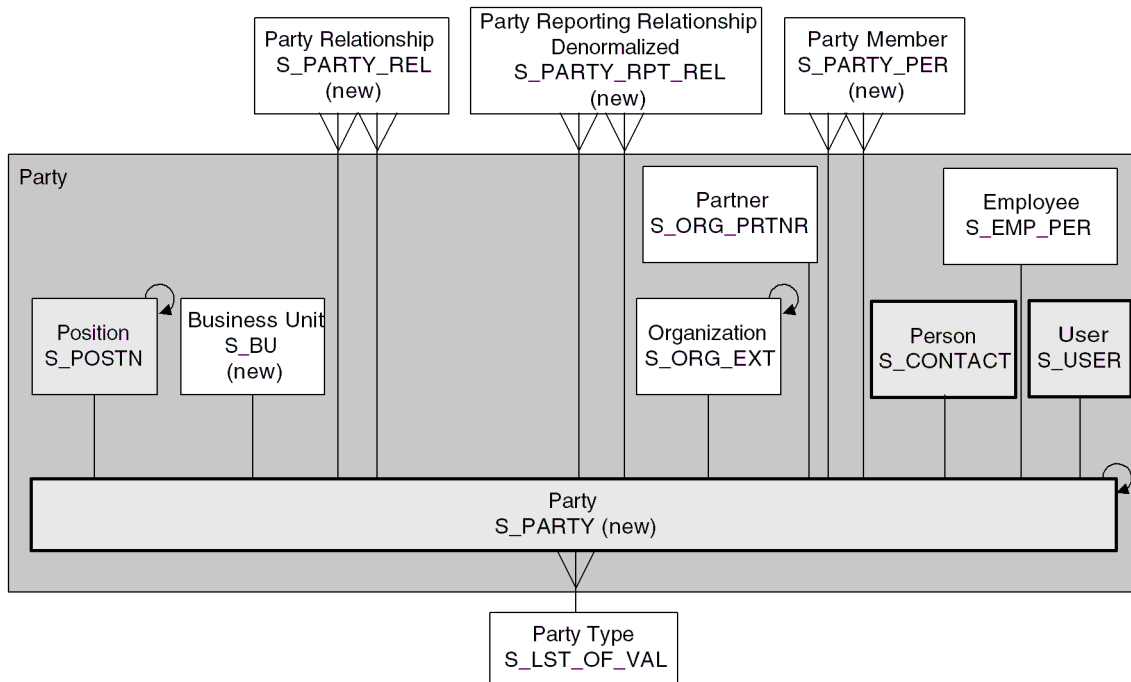 Party Relationship
S_PARTY_REL
(new)
Party Reporting Relationship
Denormalized
S_PARTY_RPT_REL
(new)
Party Member
S_PARTY_PER
(new)
Party
Partner
S_ORG_PRTNR
Employee
S_EMP_PER
Position
S_POSTN
Business Unit
S_BU
(new)
Organization
S_ORG_EXT
Person
S_CONTACT
User
S_USER
Party
S_PARTY (new)
Party Type
S_LST_OF_VAL